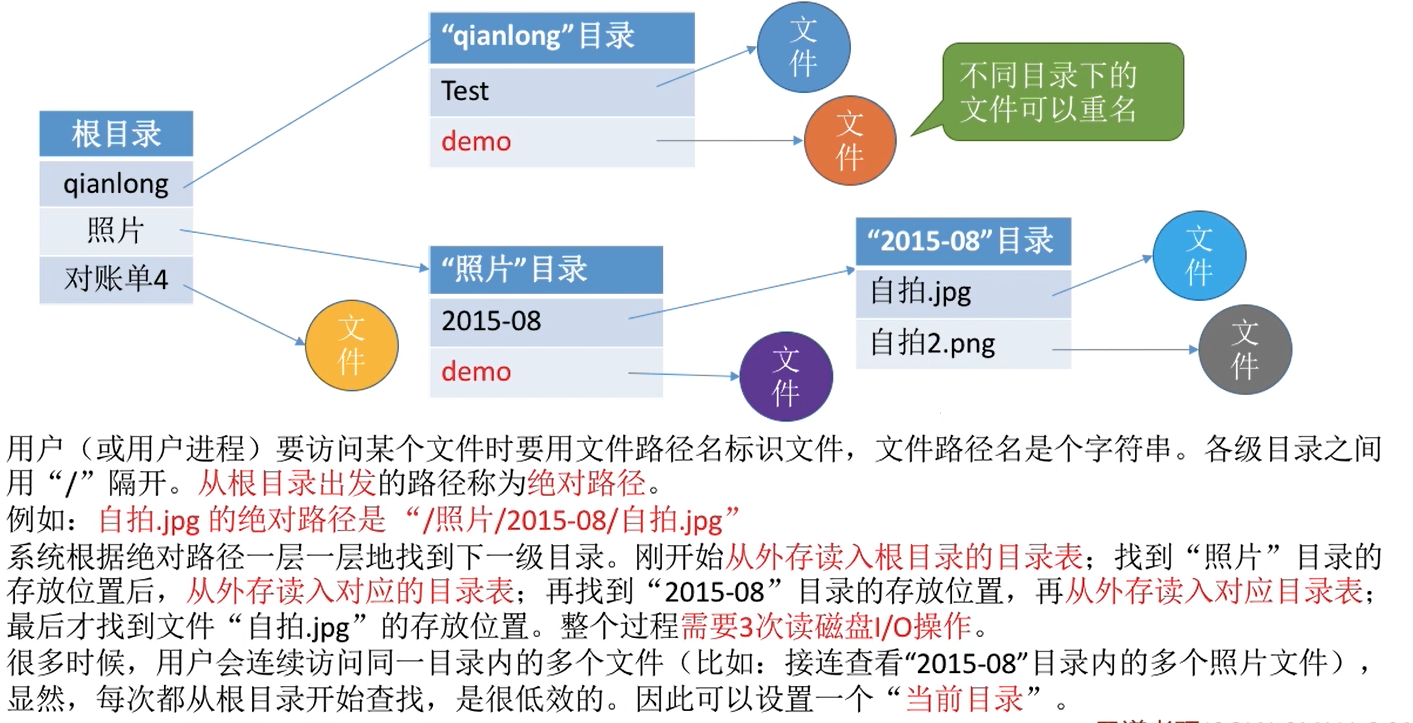 “qianlong”目录
Test
demo
文件
文件
不同目录下的
文件可以重名
根目录
qianlong
照片
对账单4
文件
“照片”目录
2015-08
demo
文件
“2015-08”目录
自拍.jpg
自拍2.png
文件
文件
用户（或用户进程）要访问某个文件时要用文件路径名标识文件，文件路径名是个字符串。各级目录之间
用“/”隔开。从根目录出发的路径称为绝对路径。
例如：自拍.jpg 的绝对路径是 “/照片/2015-08/自拍.jpg”
系统根据绝对路径一层一层地找到下一级目录。刚开始从外存读入根目录的目录表；找到“照片”目录的
存放位置后，从外存读入对应的目录表；再找到“2015-08”目录的存放位置，再从外存读入对应目录表；
最后才找到文件“自拍.jpg”的存放位置。整个过程需要3次读磁盘I/O操作。
很多时候，用户会连续访问同一目录内的多个文件（比如：接连查看“2015-08”目录内的多个照片文件），
显然，每次都从根目录开始查找，是很低效的。因此可以设置一个“当前目录”。